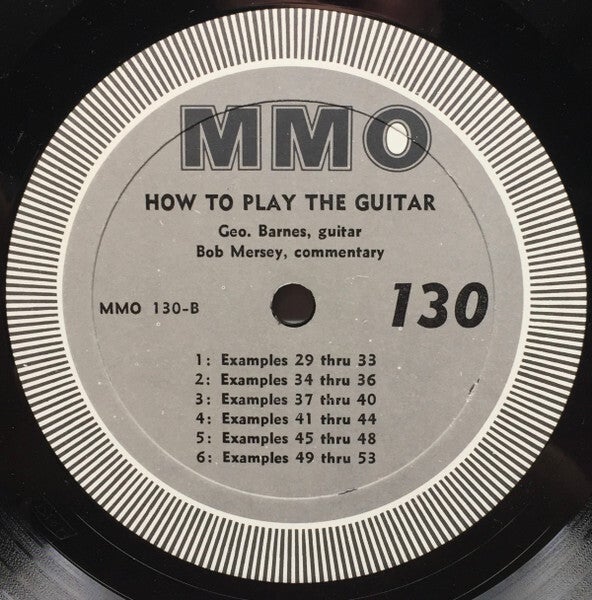 MMO
HOW TO PLAY THE GUITAR
Geo. Barnes, guitar
Bob Mersey, commentary
MMO 130-B
130
1: Examples 29 thru 33
2: Examples 34 thru 36
3: Examples 37 thru 40
4: Examples 41 thru 44
5: Examples 45 thru 48
6: Examples 49 thru 53